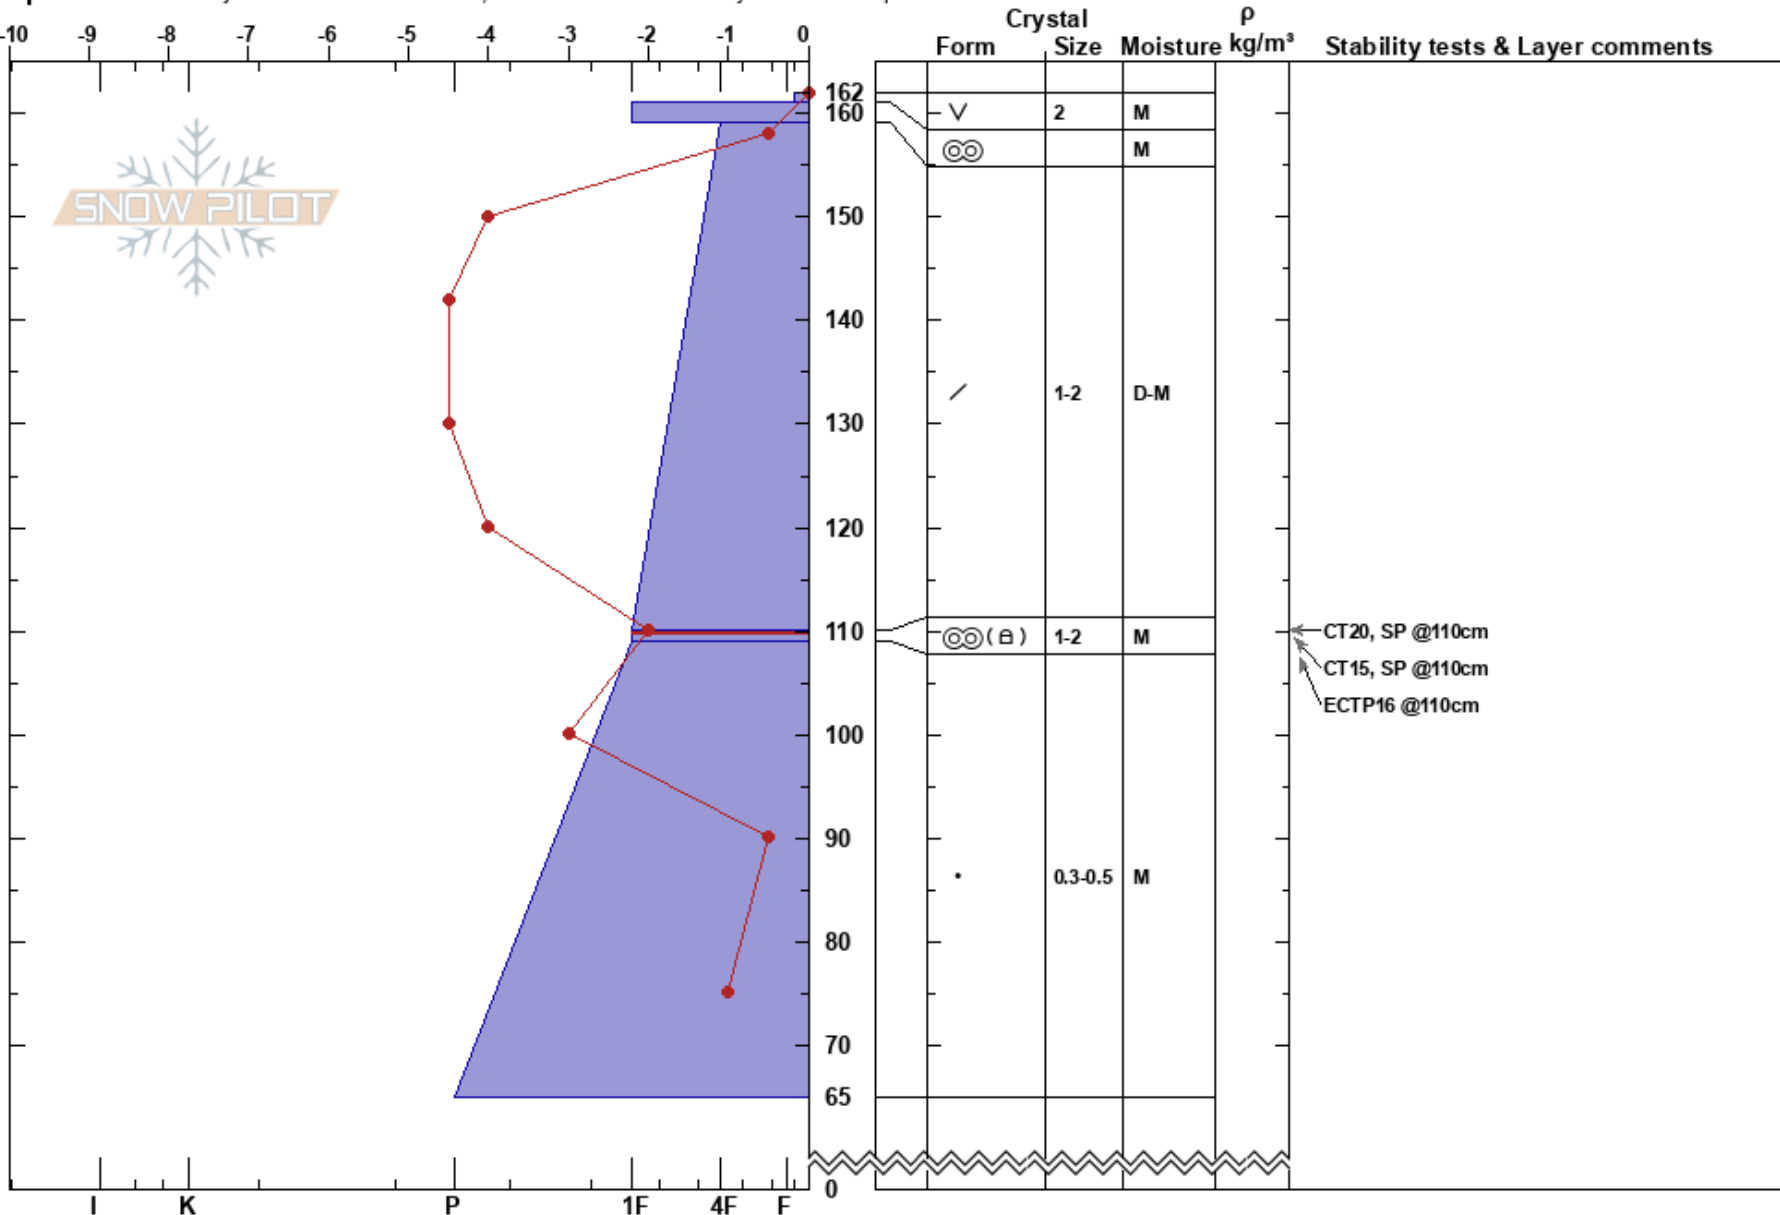 Crystal ρ
-10 -9 -8 -7 -6 -5 -4 -3 -2 -1 0 Form Size Moisture kg/m³ Stability tests & Layer comments
162
160 2 M
M
SNOW PILOT
150
140
130 1-2 D-M
120
110 ( ) 1-2 M CT20, SP @110cm
CT15, SP @110cm
ECTP16 @110cm
100
90
0.3-0.5 M
80
70
65
0
I K P 1F 4F F